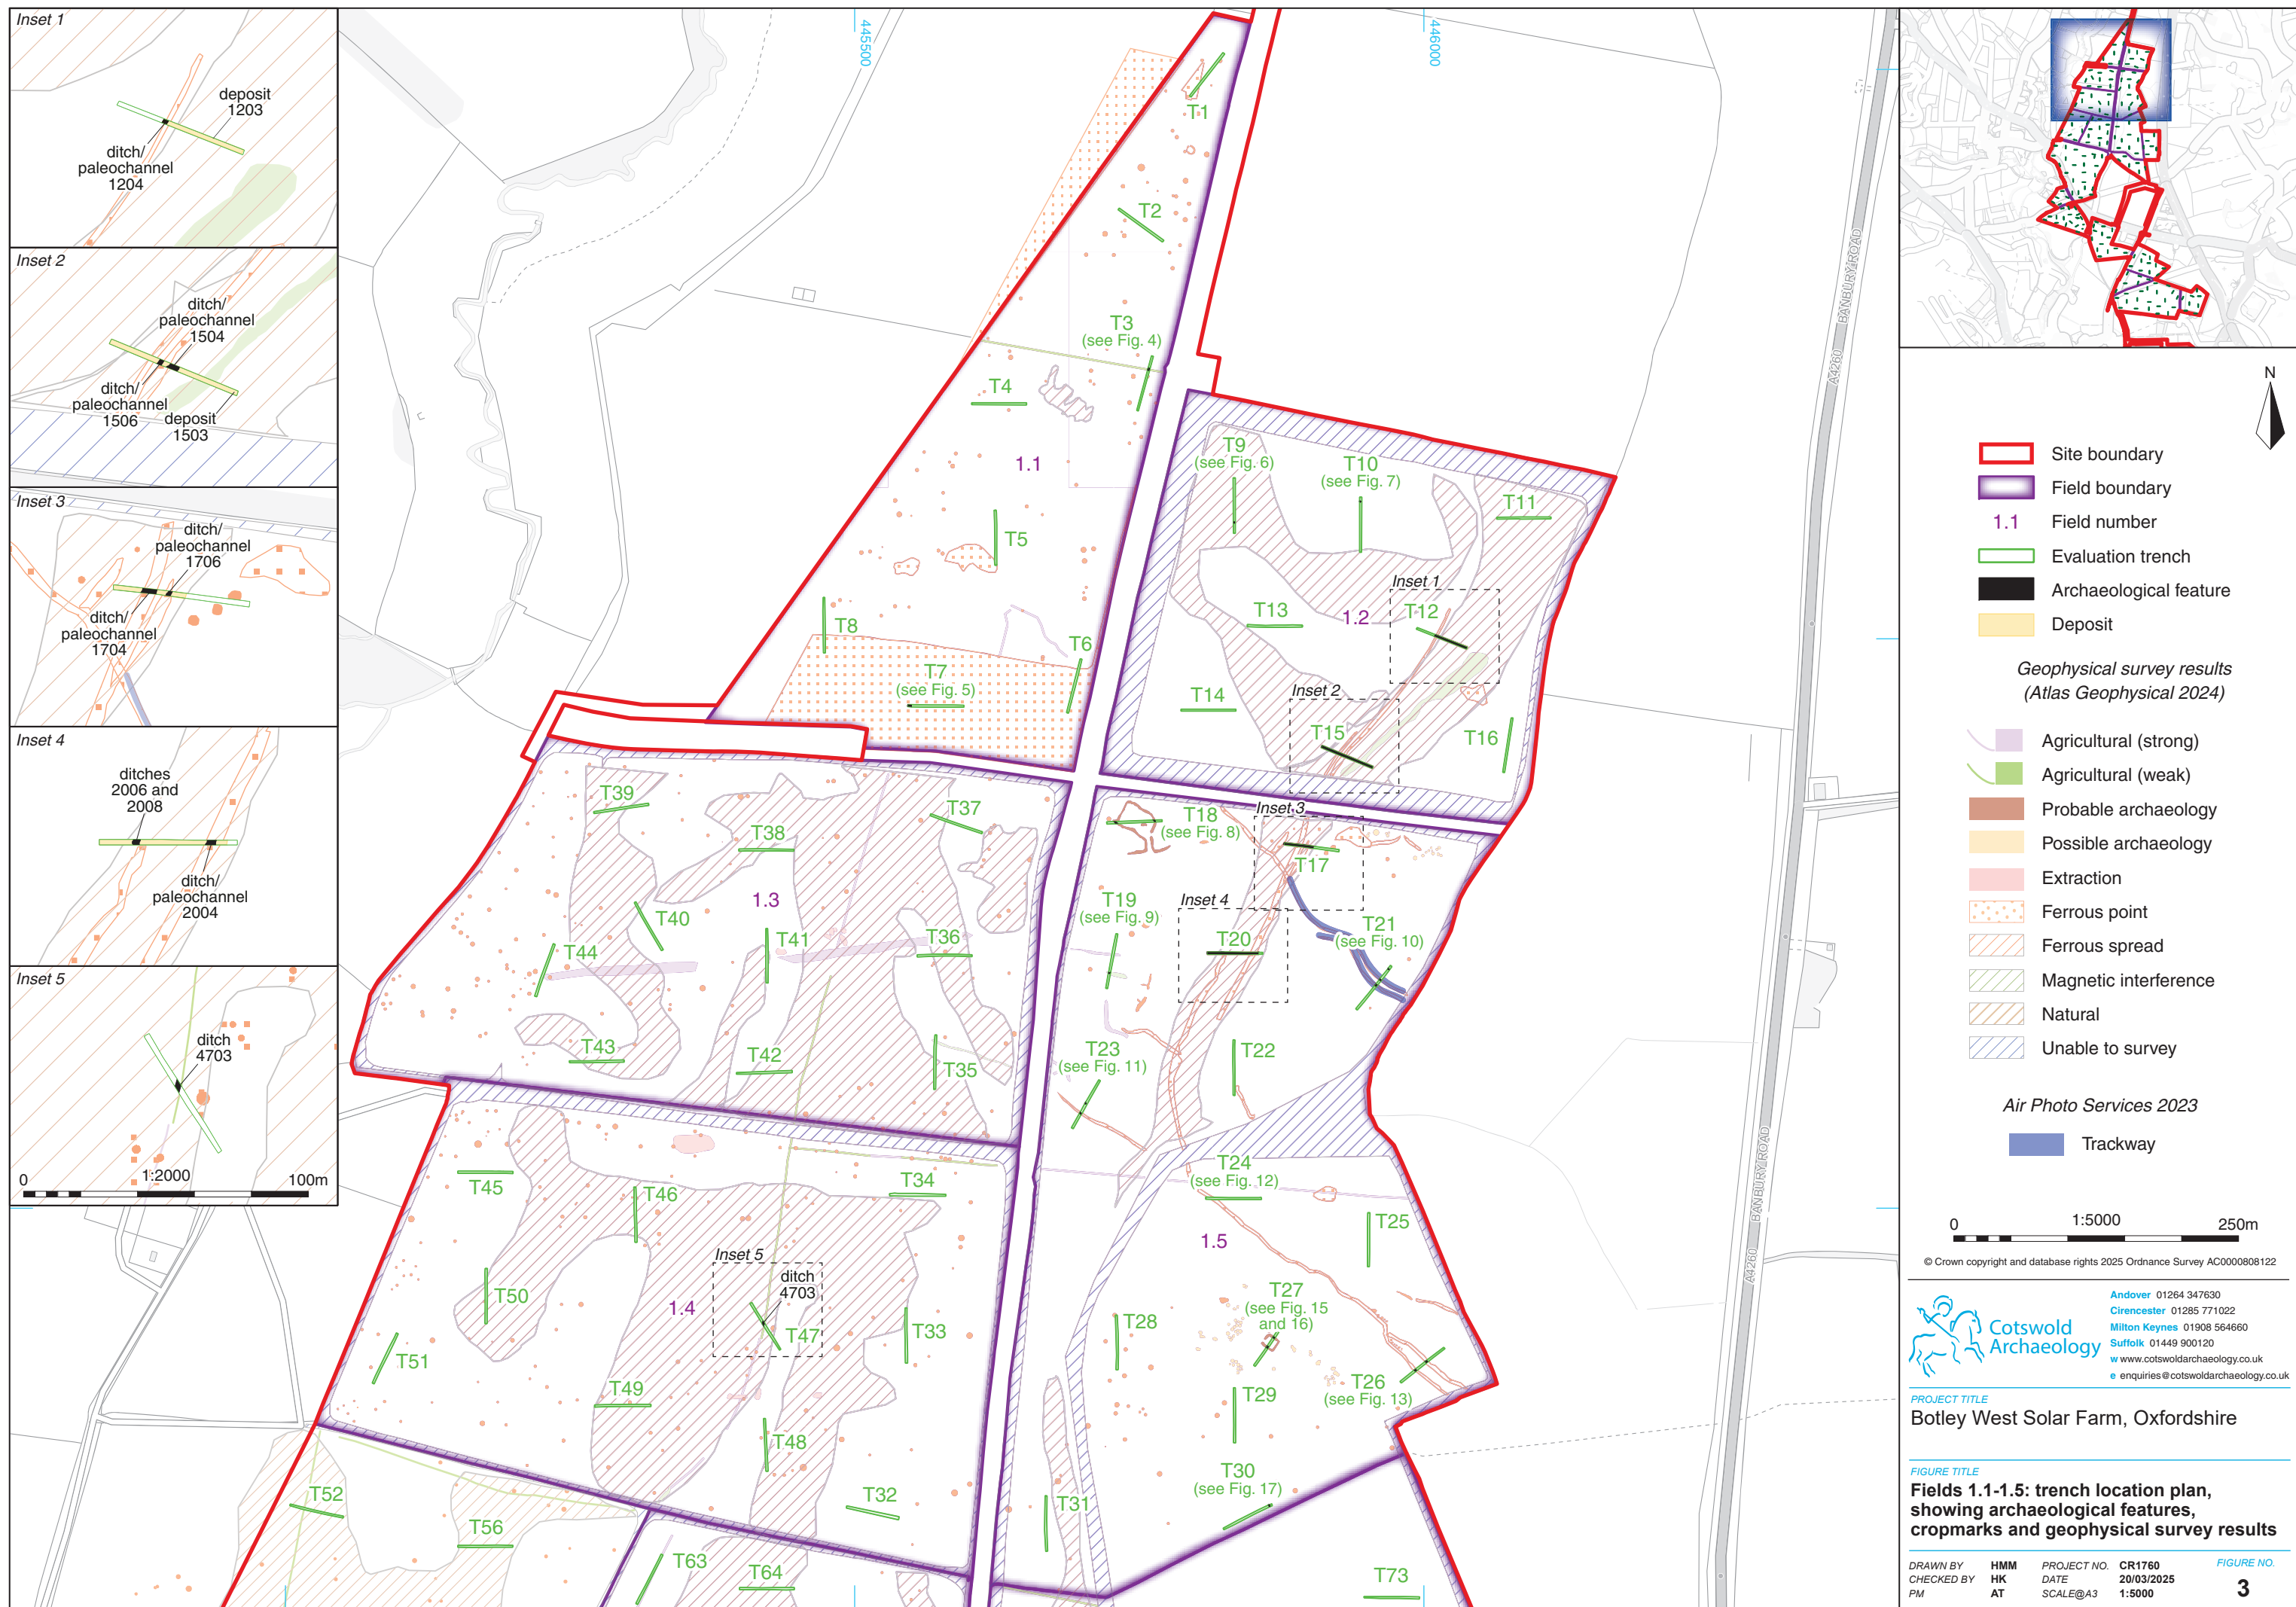 Inset 1
deposit
1203
ditch/
paleochannel
1204
Inset 2
ditch/
paleochannel
1504
ditch/
paleochannel
1506
deposit
1503
Inset 3
ditch/
paleochannel
1706
ditch/
paleochannel
1704
Inset 4
ditches
2006 and
2008
ditch/
paleochannel
2004
Inset 5
ditch
4703
0 1:2000 100m
445500
446000
T1
T2
T3
(see Fig. 4)
T4
1.1
T5
T6
T7
(see Fig. 5)
T8
T9
(see Fig. 6)
T10
(see Fig. 7)
T11
Inset 1
T12
T13
1.2
T14
Inset 2
T15
T16
Inset 3
T17
T18
(see Fig. 8)
T19
(see Fig. 9)
Inset 4
T20
T21
(see Fig. 10)
T22
T23
(see Fig. 11)
T24
(see Fig. 12)
T25
1.5
T27
(see Fig. 15
and 16)
T28
T26
(see Fig. 13)
T29
T30
(see Fig. 17)
T31
T39
T38
T37
1.3
T40
T41
T36
T44
T43
T42
T35
T45
T46
T34
Inset 5
ditch
4703
1.4
T47
T33
T50
T51
T49
T48
T32
T52
T56
T63
T64
T73
A4260
BANBURY ROAD
A4260
BANBURY ROAD
N
Site boundary
Field boundary
1.1 Field number
Evaluation trench
Archaeological feature
Deposit
Geophysical survey results
(Atlas Geophysical 2024)
Agricultural (strong)
Agricultural (weak)
Probable archaeology
Possible archaeology
Extraction
Ferrous point
Ferrous spread
Magnetic interference
Natural
Unable to survey
Air Photo Services 2023
Trackway
0 1:5000 250m
© Crown copyright and database rights 2025 Ordnance Survey AC0000808122
Cotswold
Archaeology
Andover 01264 347630
Cirencester 01285 771022
Milton Keynes 01908 564660
Suffolk 01449 900120
w www.cotswoldarchaeology.co.uk
e enquiries@cotswoldarchaeology.co.uk
PROJECT TITLE
Botley West Solar Farm, Oxfordshire
FIGURE TITLE
Fields 1.1-1.5: trench location plan,
showing archaeological features,
cropmarks and geophysical survey results
DRAWN BY HMM PROJECT NO. CR1760 FIGURE NO.
CHECKED BY HK DATE 20/03/2025
PM AT SCALE@A3 1:5000
3